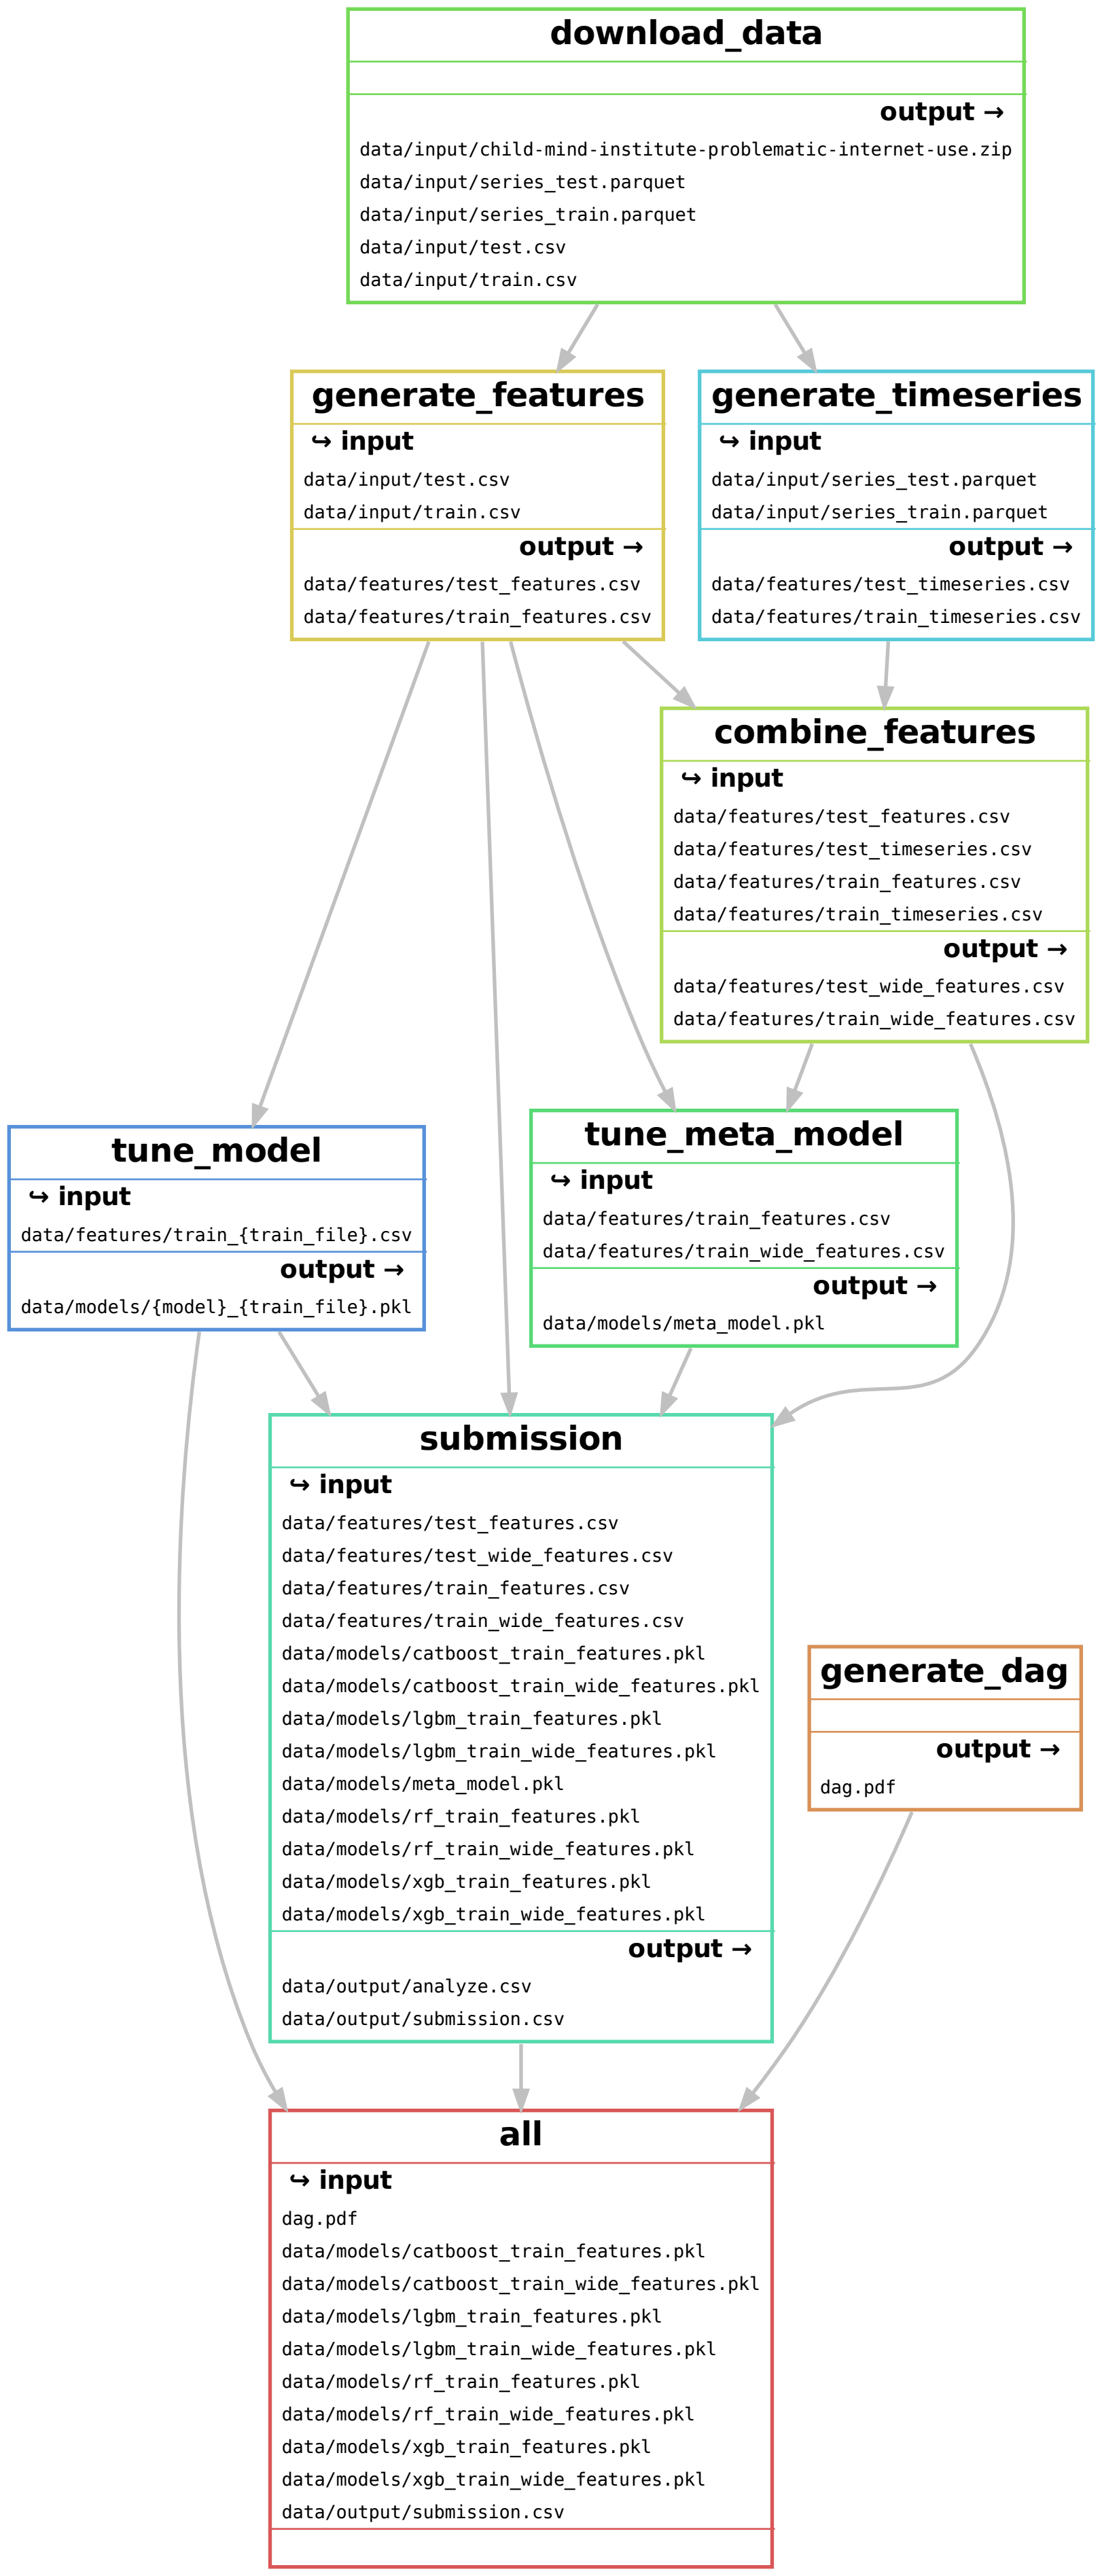 download_data
output →
data/input/child-mind-institute-problematic-internet-use.zip
data/input/series_test.parquet
data/input/series_train.parquet
data/input/test.csv
data/input/train.csv
generate_features
↪ input
data/input/test.csv
data/input/train.csv
output →
data/features/test_features.csv
data/features/train_features.csv
generate_timeseries
↪ input
data/input/series_test.parquet
data/input/series_train.parquet
output →
data/features/test_timeseries.csv
data/features/train_timeseries.csv
combine_features
↪ input
data/features/test_features.csv
data/features/test_timeseries.csv
data/features/train_features.csv
data/features/train_timeseries.csv
output →
data/features/test_wide_features.csv
data/features/train_wide_features.csv
tune_model
↪ input
data/features/train_{train_file}.csv
output →
data/models/{model}_{train_file}.pkl
tune_meta_model
↪ input
data/features/train_features.csv
data/features/train_wide_features.csv
output →
data/models/meta_model.pkl
submission
↪ input
data/features/test_features.csv
data/features/test_wide_features.csv
data/features/train_features.csv
data/features/train_wide_features.csv
data/models/catboost_train_features.pkl
data/models/catboost_train_wide_features.pkl
data/models/lgbm_train_features.pkl
data/models/lgbm_train_wide_features.pkl
data/models/meta_model.pkl
data/models/rf_train_features.pkl
data/models/rf_train_wide_features.pkl
data/models/xgb_train_features.pkl
data/models/xgb_train_wide_features.pkl
output →
data/output/analyze.csv
data/output/submission.csv
generate_dag
output →
dag.pdf
all
↪ input
dag.pdf
data/models/catboost_train_features.pkl
data/models/catboost_train_wide_features.pkl
data/models/lgbm_train_features.pkl
data/models/lgbm_train_wide_features.pkl
data/models/rf_train_features.pkl
data/models/rf_train_wide_features.pkl
data/models/xgb_train_features.pkl
data/models/xgb_train_wide_features.pkl
data/output/submission.csv